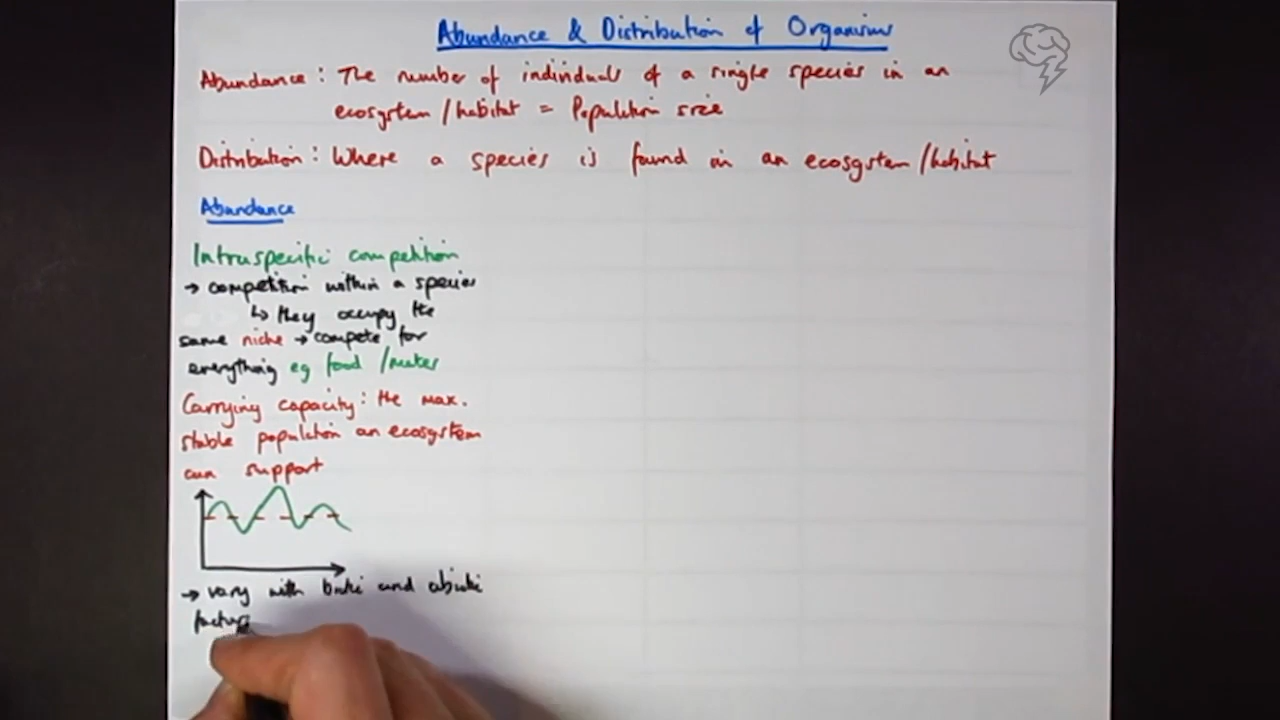 Abundance & Distribution of Organisms
Abundance : The number of individuals of a single species in an
ecosystem / habitat = Population size
Distribution : Where a species is found in an ecosystem / habitat
Abundance
Intraspecific competition
→ competition within a species
↳ they occupy the
same niche → compete for
everything eg food / mates
Carrying capacity : the max.
stable population an ecosystem
can support
→ vary with biotic and abiotic
factors